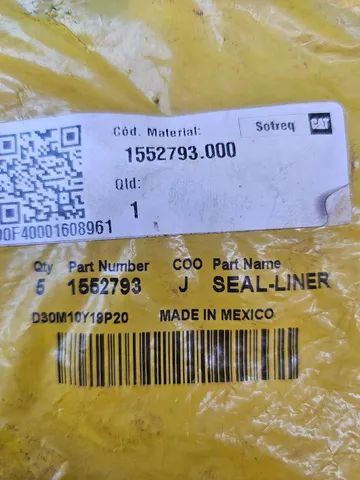 Cód. Material:
Sotreq CAT
1552793.000
Qtd:
1
00F40001608961
Qty Part Number COO Part Name
5 1552793 J SEAL-LINER
D30M10Y19P20 MADE IN MEXICO